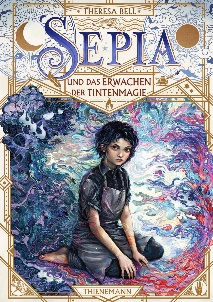 THERESA BELL
SEPIA
UND DAS ERWACHEN
DER TINTENMAGIE
THIENEMANN